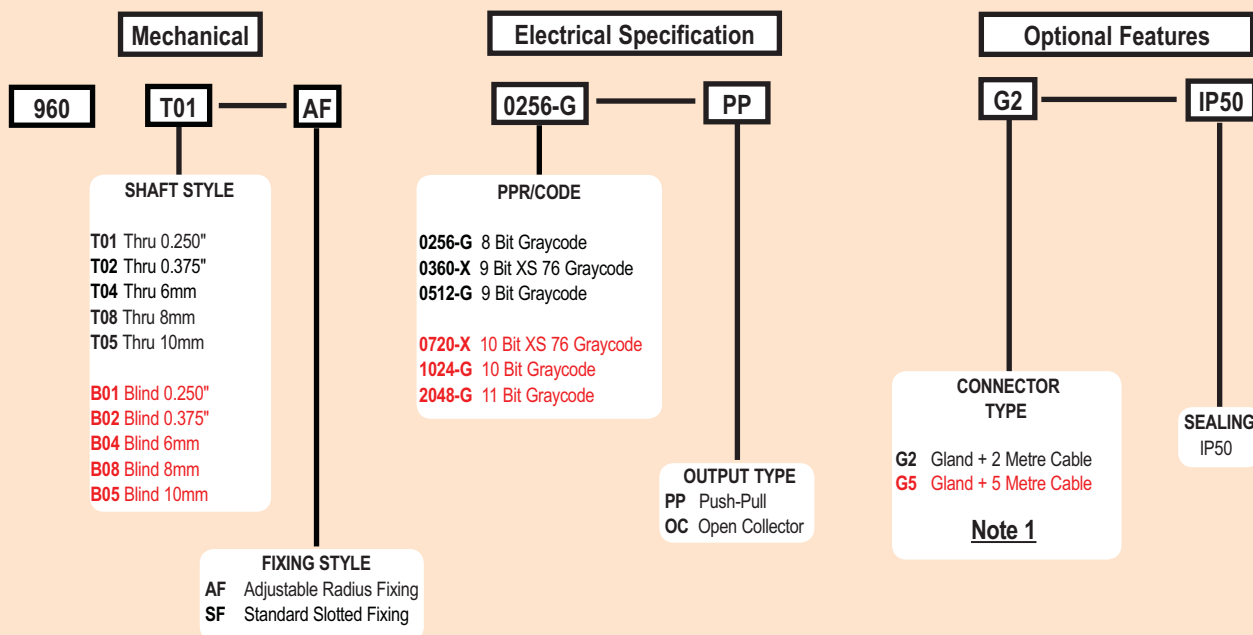 Mechanical
Electrical Specification
Optional Features
960
T01
AF
0256-G
PP
G2
IP50
SHAFT STYLE
T01 Thru 0.250"
T02 Thru 0.375"
T04 Thru 6mm
T08 Thru 8mm
T05 Thru 10mm
B01 Blind 0.250"
B02 Blind 0.375"
B04 Blind 6mm
B08 Blind 8mm
B05 Blind 10mm
FIXING STYLE
AF Adjustable Radius Fixing
SF Standard Slotted Fixing
PPR/CODE
0256-G 8 Bit Graycode
0360-X 9 Bit XS 76 Graycode
0512-G 9 Bit Graycode
0720-X 10 Bit XS 76 Graycode
1024-G 10 Bit Graycode
2048-G 11 Bit Graycode
OUTPUT TYPE
PP Push-Pull
OC Open Collector
CONNECTOR
TYPE
G2 Gland + 2 Metre Cable
G5 Gland + 5 Metre Cable
Note 1
SEALING
IP50